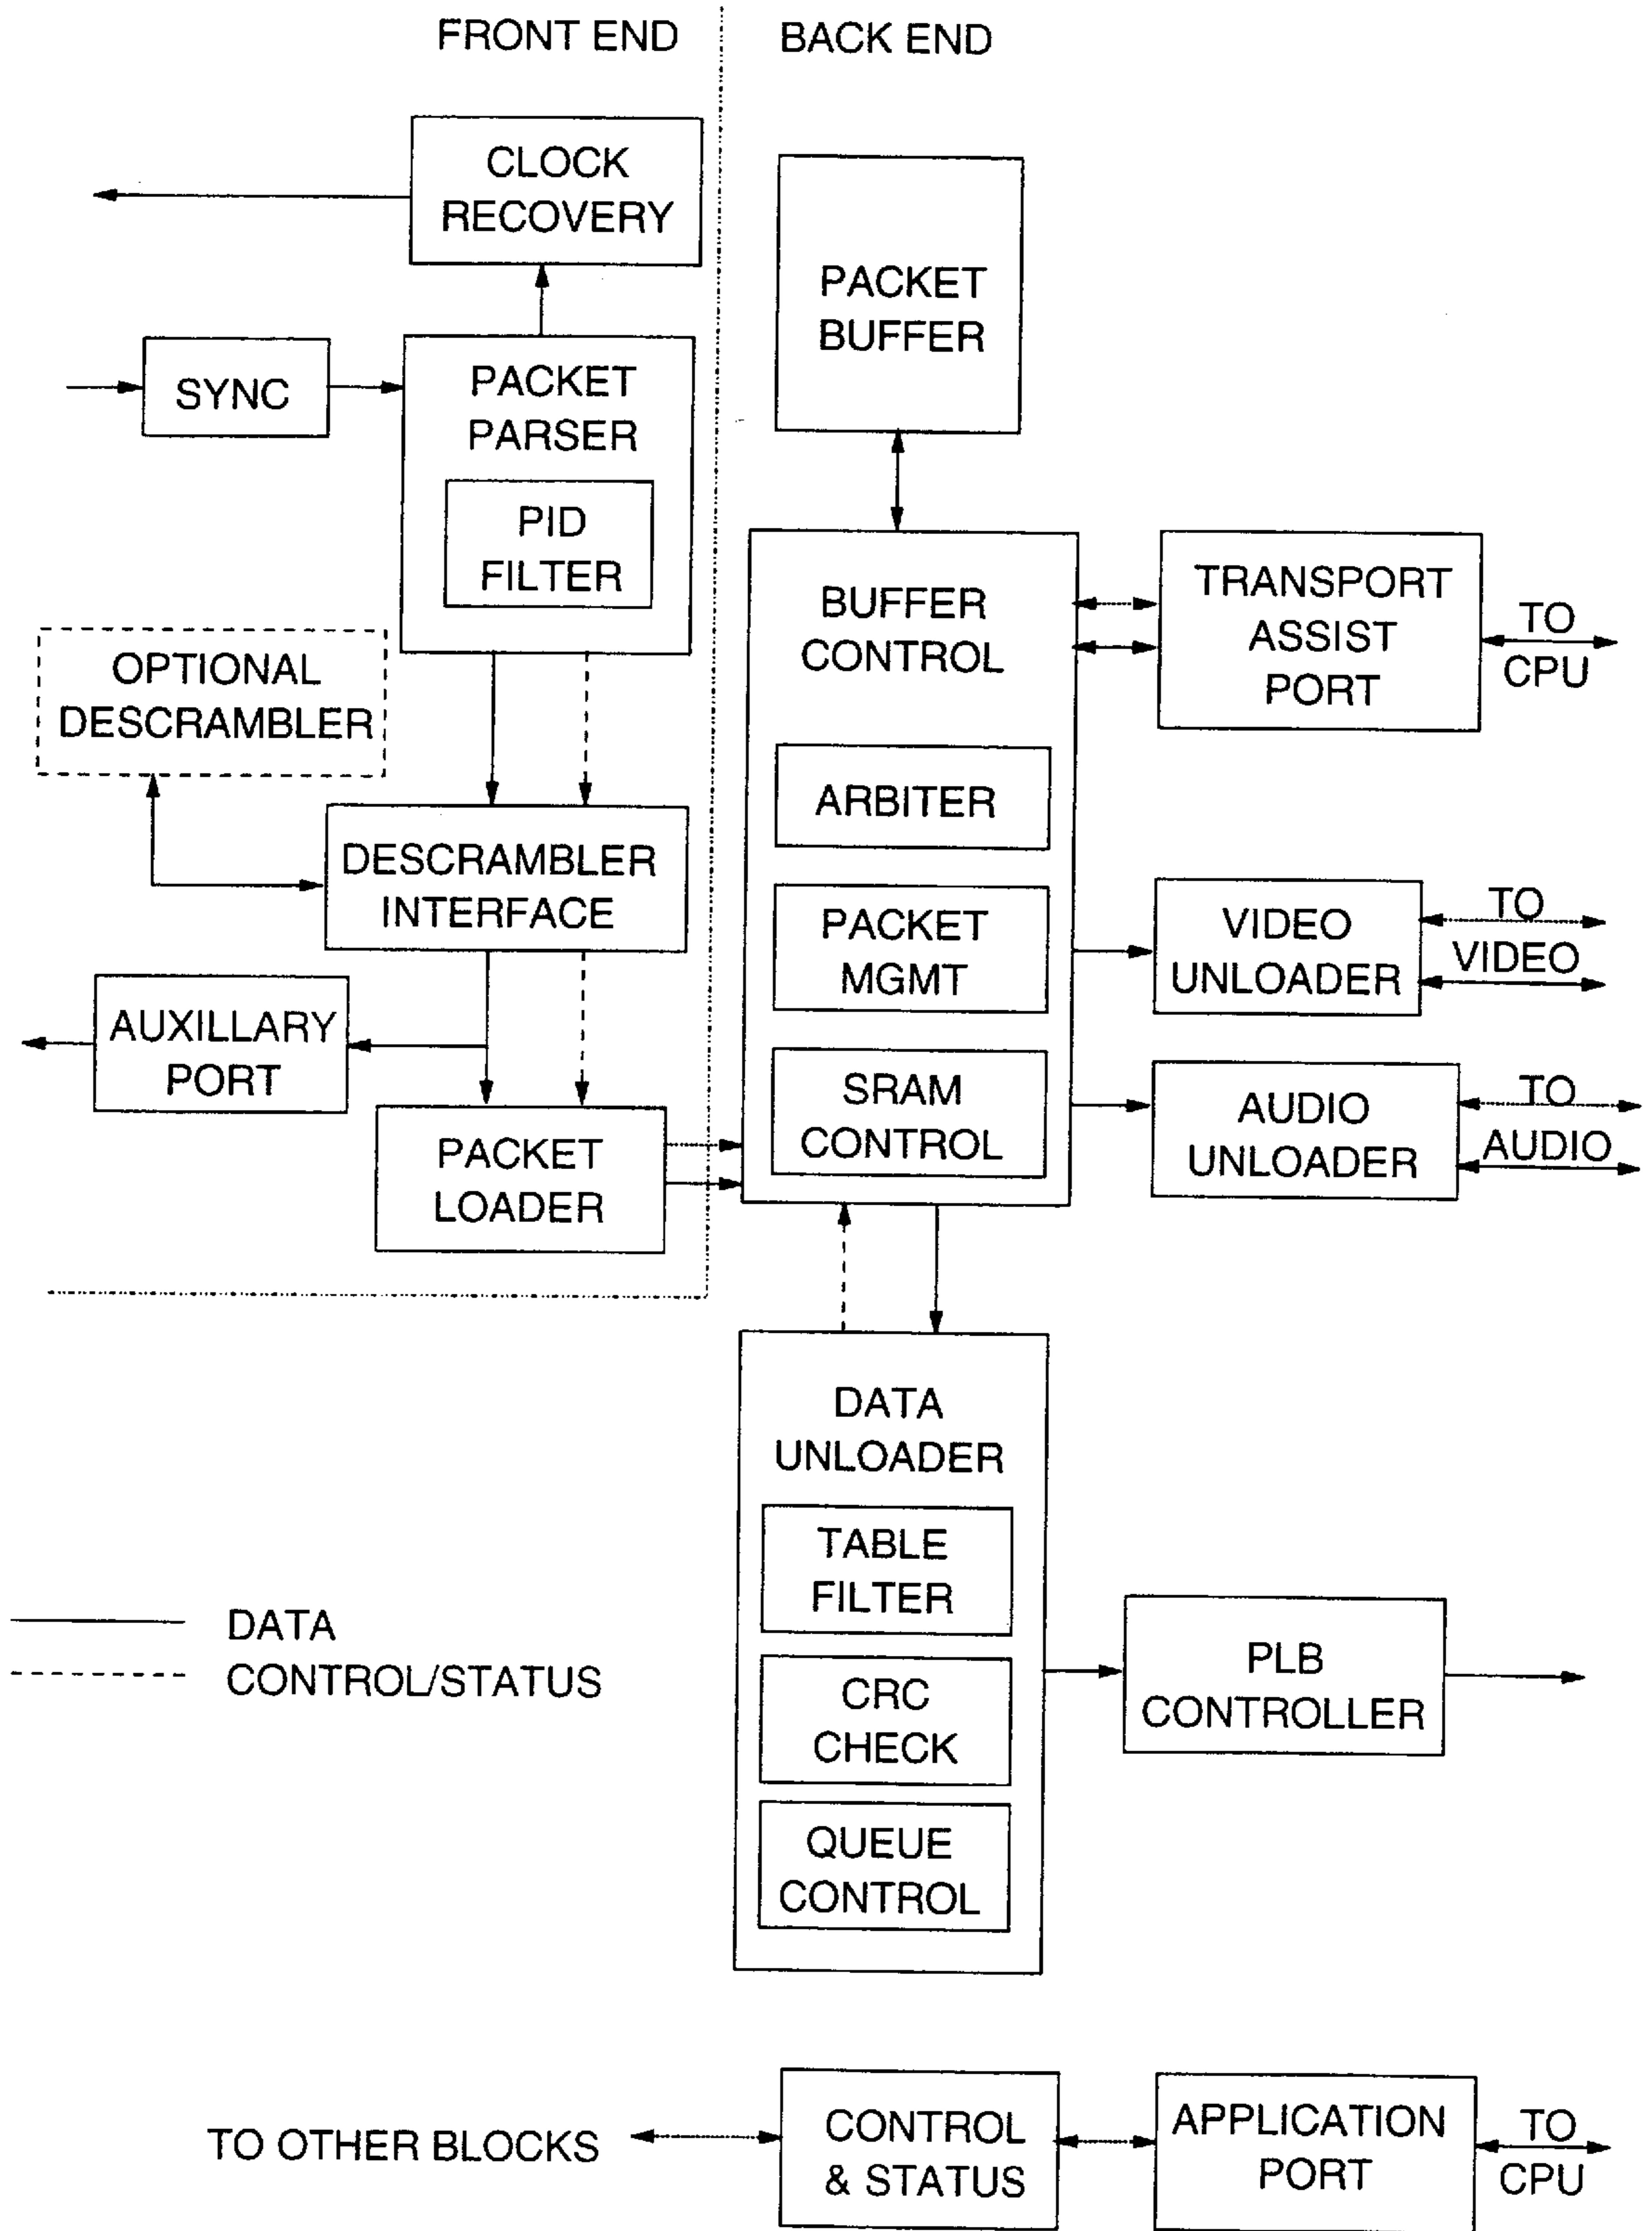 FRONT END
BACK END
CLOCK
RECOVERY
PACKET
BUFFER
SYNC
PACKET
PARSER
PID
FILTER
OPTIONAL
DESCRAMBLER
DESCRAMBLER
INTERFACE
AUXILLARY
PORT
PACKET
LOADER
BUFFER
CONTROL
ARBITER
PACKET
MGMT
SRAM
CONTROL
TRANSPORT
ASSIST
PORT
TO
CPU
VIDEO
UNLOADER
TO
VIDEO
AUDIO
UNLOADER
TO
AUDIO
DATA
UNLOADER
TABLE
FILTER
CRC
CHECK
QUEUE
CONTROL
PLB
CONTROLLER
DATA
CONTROL/STATUS
TO OTHER BLOCKS
CONTROL
& STATUS
APPLICATION
PORT
TO
CPU